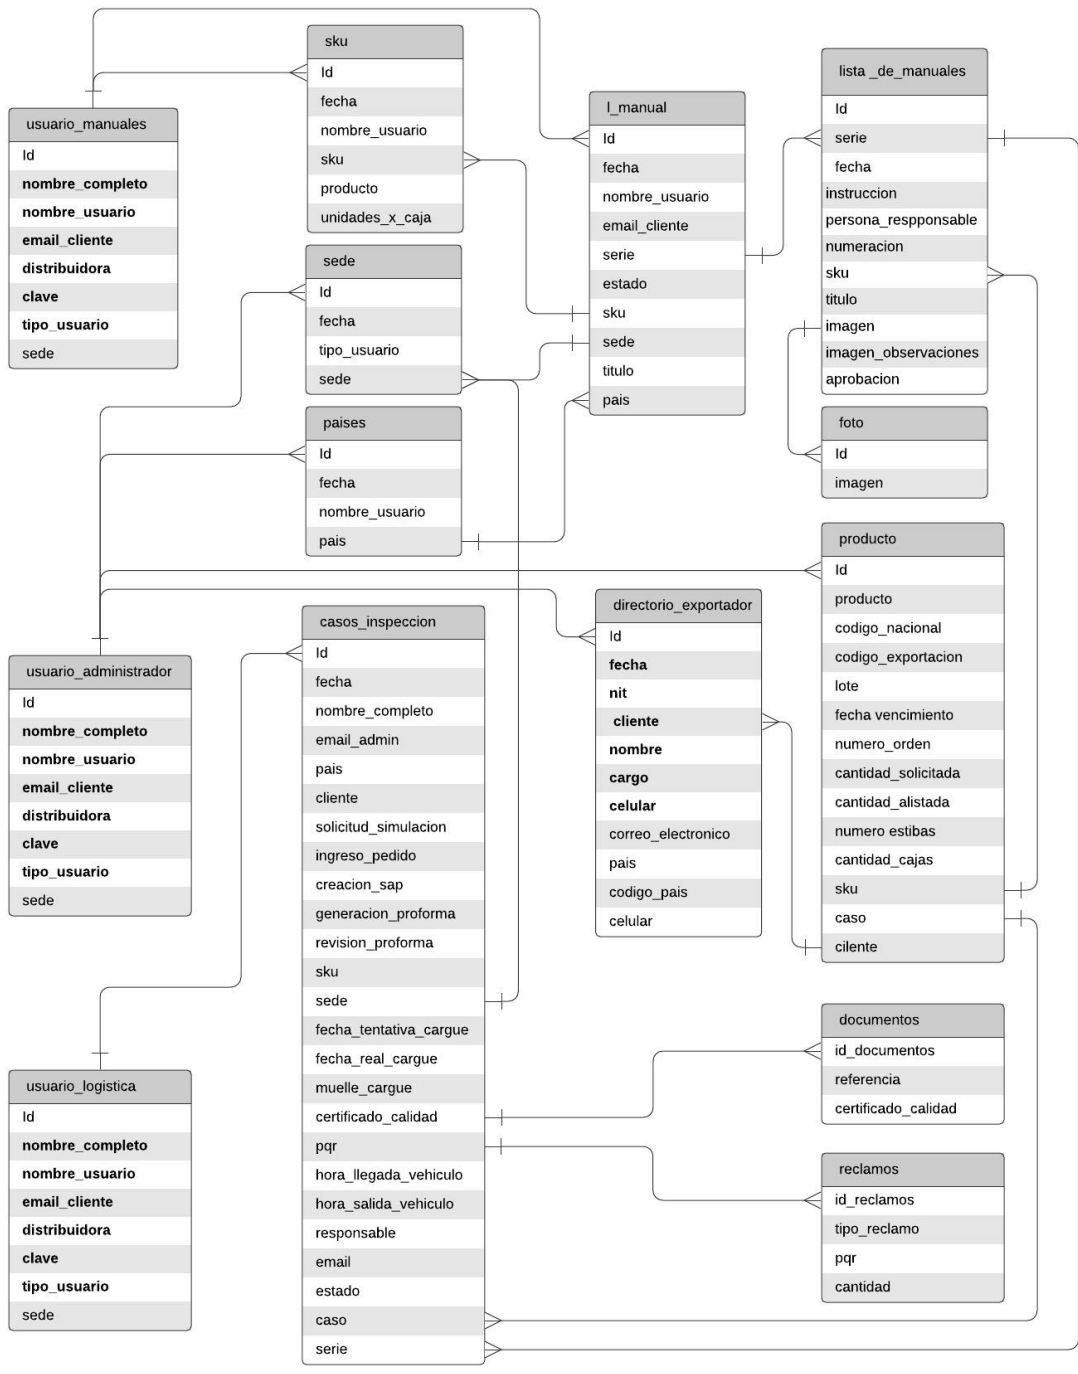 usuario_manuales
Id
nombre_completo
nombre_usuario
email_cliente
distribuidora
clave
tipo_usuario
sede
sku
Id
fecha
nombre_usuario
sku
producto
unidades_x_caja
sede
Id
fecha
tipo_usuario
sede
paises
Id
fecha
nombre_usuario
pais
l_manual
Id
fecha
nombre_usuario
email_cliente
serie
estado
sku
sede
titulo
pais
lista _de_manuales
Id
serie
fecha
instruccion
persona_respponsable
numeracion
sku
titulo
imagen
imagen_observaciones
aprobacion
foto
Id
imagen
usuario_administrador
Id
nombre_completo
nombre_usuario
email_cliente
distribuidora
clave
tipo_usuario
sede
casos_inspeccion
Id
fecha
nombre_completo
email_admin
pais
cliente
solicitud_simulacion
ingreso_pedido
creacion_sap
generacion_proforma
revision_proforma
sku
sede
fecha_tentativa_cargue
fecha_real_cargue
muelle_cargue
certificado_calidad
pqr
hora_llegada_vehiculo
hora_salida_vehiculo
responsable
email
estado
caso
serie
directorio_exportador
Id
fecha
nit
cliente
nombre
cargo
celular
correo_electronico
pais
codigo_pais
celular
producto
Id
producto
codigo_nacional
codigo_exportacion
lote
fecha vencimiento
numero_orden
cantidad_solicitada
cantidad_alistada
numero estibas
cantidad_cajas
sku
caso
cilente
usuario_logistica
Id
nombre_completo
nombre_usuario
email_cliente
distribuidora
clave
tipo_usuario
sede
documentos
id_documentos
referencia
certificado_calidad
reclamos
id_reclamos
tipo_reclamo
pqr
cantidad